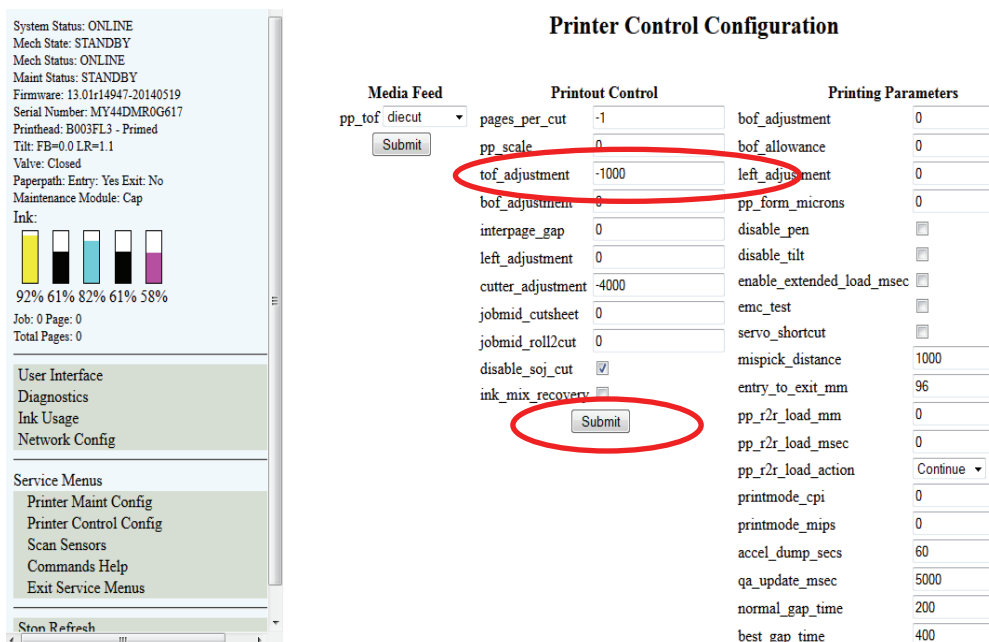 System Status: ONLINE
Mech State: STANDBY
Mech Status: ONLINE
Maint Status: STANDBY
Firmware: 13.01r14947-20140519
Serial Number: MY44DMR0G617
Printhead: B003FL3 - Primed
Tilt: FB=0.0 LR=1.1
Valve: Closed
Paperpath: Entry: Yes Exit: No
Maintenance Module: Cap
Ink:
92% 61% 82% 61% 58%
Job: 0 Page: 0
Total Pages: 0
User Interface
Diagnostics
Ink Usage
Network Config
Service Menus
Printer Maint Config
Printer Control Config
Scan Sensors
Commands Help
Exit Service Menus
Stop Refresh
Printer Control Configuration
Media Feed
pp_tof diecut
Submit
Printout Control
pages_per_cut -1
pp_scale 0
tof_adjustment -1000
bof_adjustment 0
interpage_gap 0
left_adjustment 0
cutter_adjustment -4000
jobmid_cutsheet 0
jobmid_roll2cut 0
disable_soj_cut
ink_mix_recovery
Submit
Printing Parameters
bof_adjustment 0
bof_allowance 0
left_adjustment 0
pp_form_microns 0
disable_pen
disable_tilt
enable_extended_load_msec
emc_test
servo_shortcut
mispick_distance 1000
entry_to_exit_mm 96
pp_r2r_load_mm 0
pp_r2r_load_msec 0
pp_r2r_load_action Continue
printmode_cpi 0
printmode_mips 0
accel_dump_secs 60
qa_update_msec 5000
normal_gap_time 200
best_gap_time 400